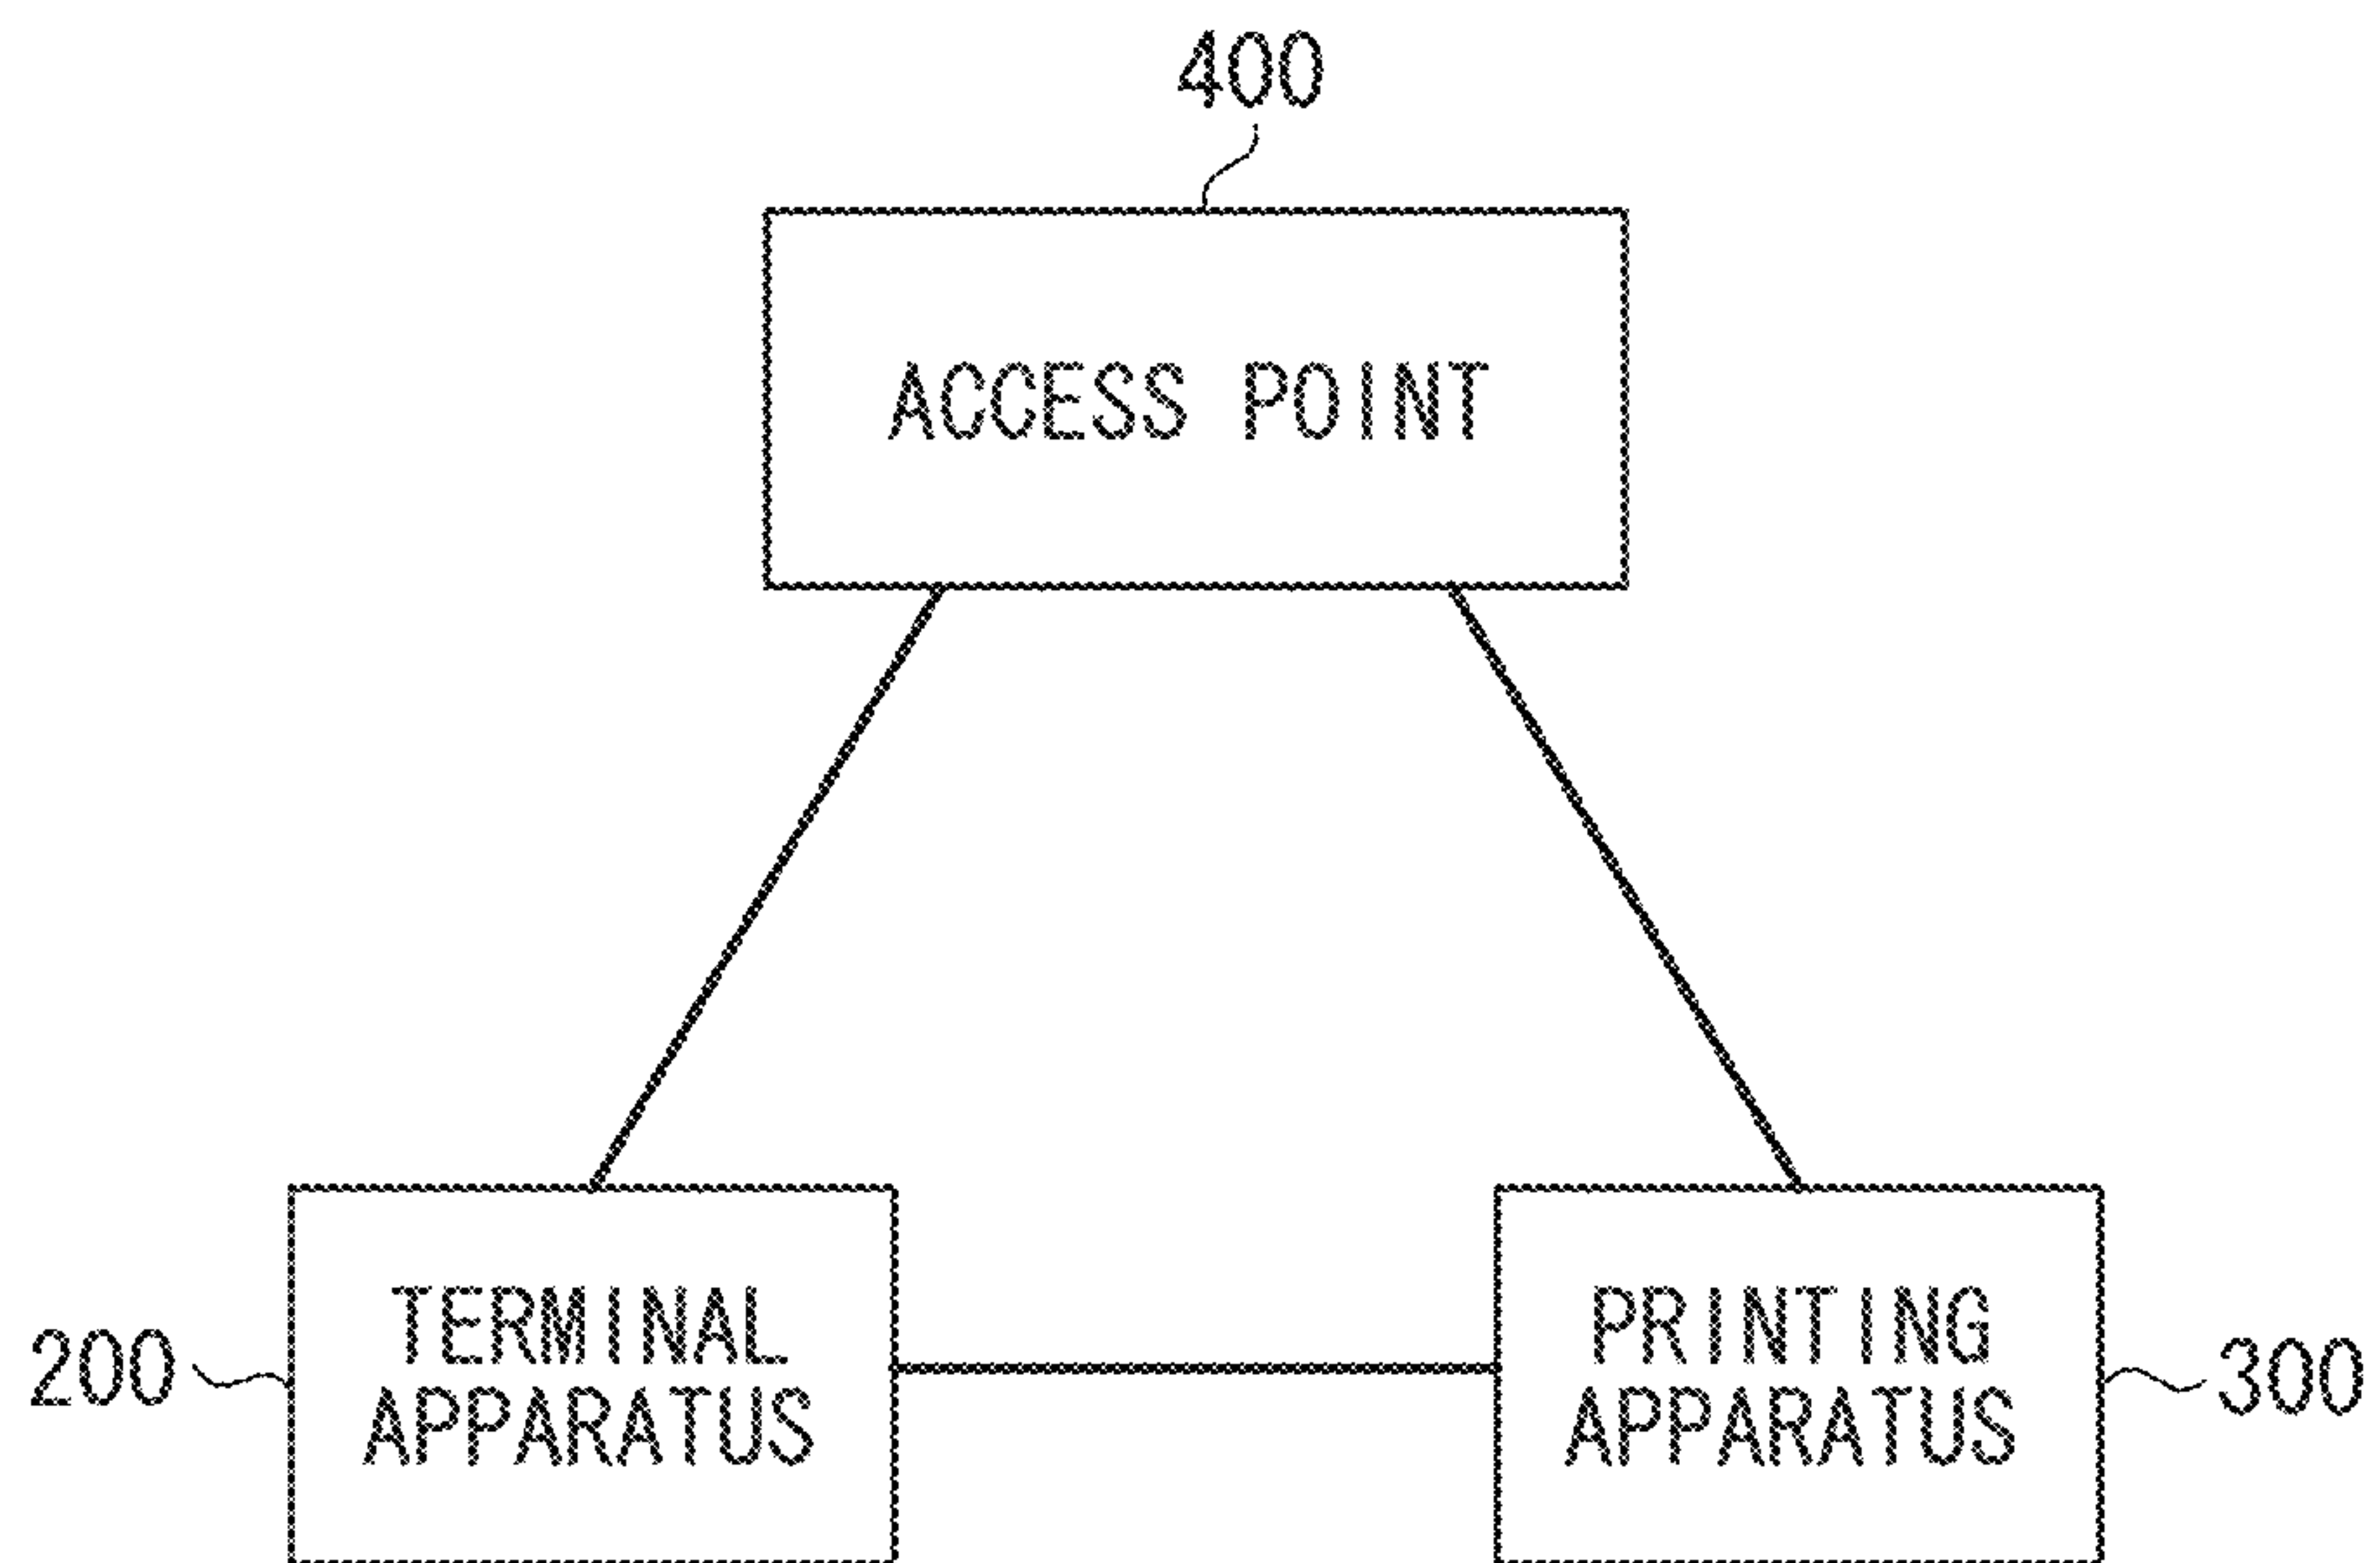 400
ACCESS POINT
TERMINAL
APPARATUS
200
PRINTING
APPARATUS
300